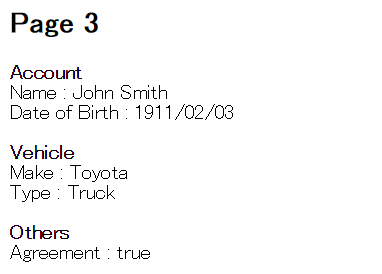 Page 3
Account
Name : John Smith
Date of Birth : 1911/02/03
Vehicle
Make : Toyota
Type : Truck
Others
Agreement : true